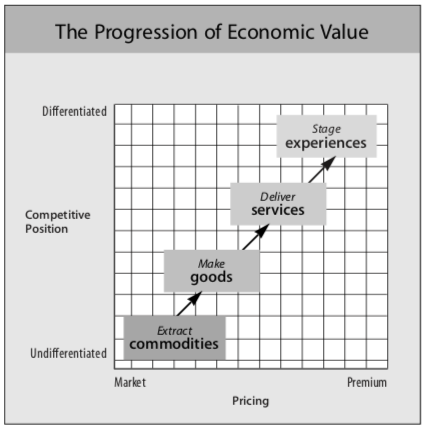 The Progression of Economic Value
Differentiated
Stage
experiences
Deliver
services
Competitive
Position
Make
goods
Extract
commodities
Undifferentiated
Market
Premium
Pricing